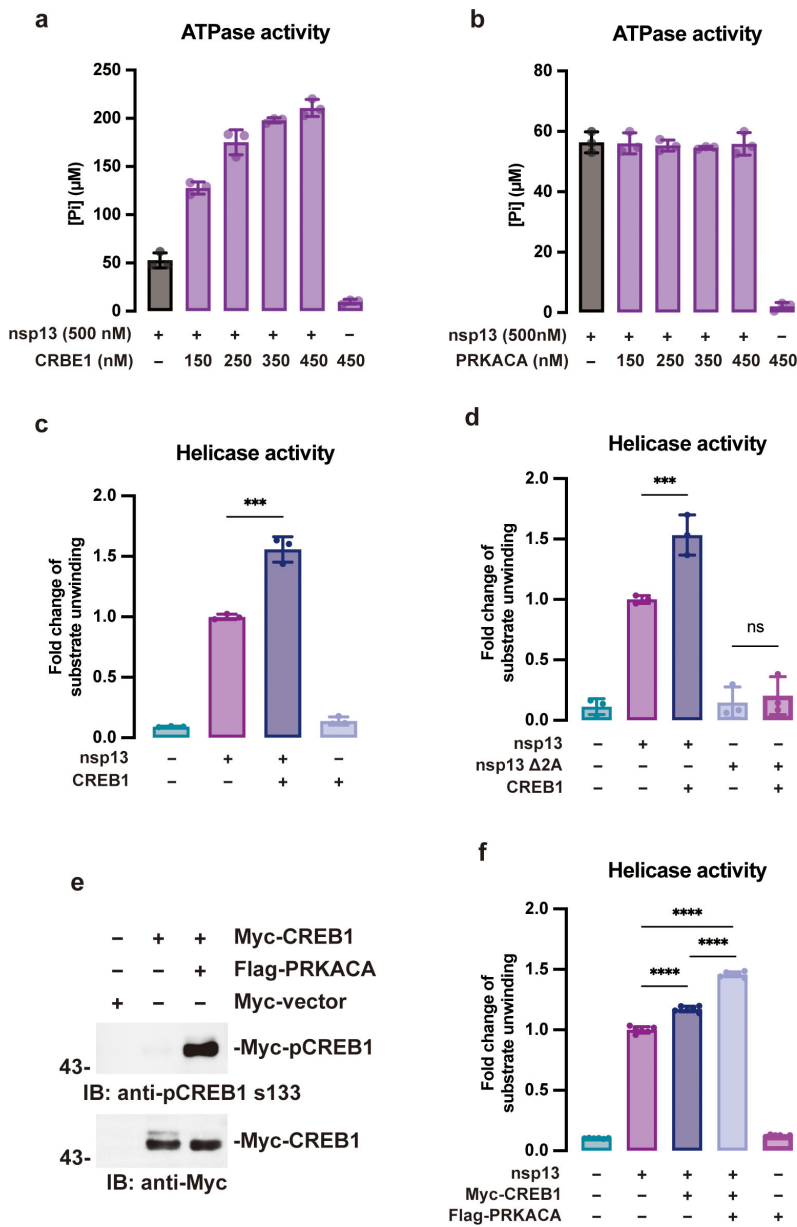 a
ATPase activity
[Pi] (μM)
250
200
150
100
50
0
nsp13 (500 nM) + + + + + –
CRBE1 (nM) – 150 250 350 450 450
b
ATPase activity
[Pi] (μM)
80
60
40
20
0
nsp13 (500nM) + + + + + –
PRKACA (nM) – 150 250 350 450 450
c
Helicase activity
Fold change of
substrate unwinding
2.0
1.5
1.0
0.5
0.0
***
nsp13 – + + –
CREB1 – – + +
d
Helicase activity
Fold change of
substrate unwinding
2.0
1.5
1.0
0.5
0.0
***
ns
nsp13 – + + – –
nsp13 Δ2A – – – + +
CREB1 – – + – +
e
– + + Myc-CREB1
– – + Flag-PRKACA
+ – – Myc-vector
-Myc-pCREB1
43-
IB: anti-pCREB1 s133
-Myc-CREB1
43-
IB: anti-Myc
f
Helicase activity
Fold change of
substrate unwinding
2.0
1.5
1.0
0.5
0.0
****
****
****
nsp13 – + + + –
Myc-CREB1 – – + + –
Flag-PRKACA – – – + +